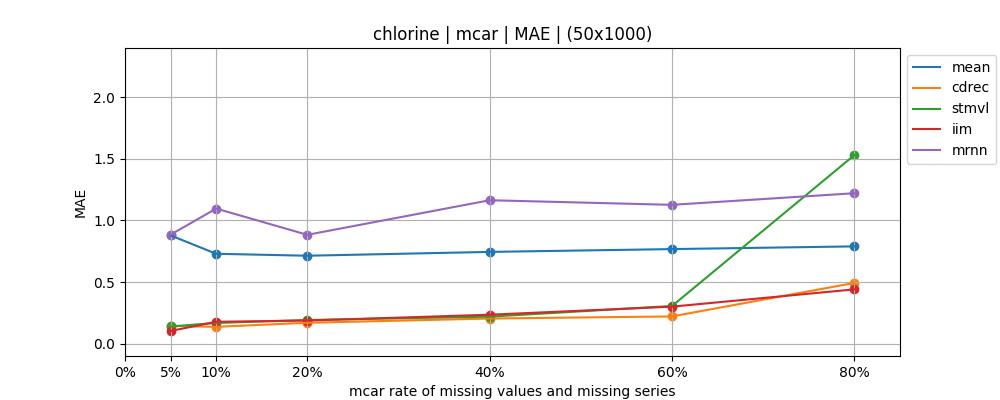 chlorine | mcar | MAE | (50x1000)
mean
cdrec
stmvl
iim
mrnn
2.0
1.5
1.0
0.5
0.0
MAE
0% 5% 10% 20% 40% 60% 80%
mcar rate of missing values and missing series